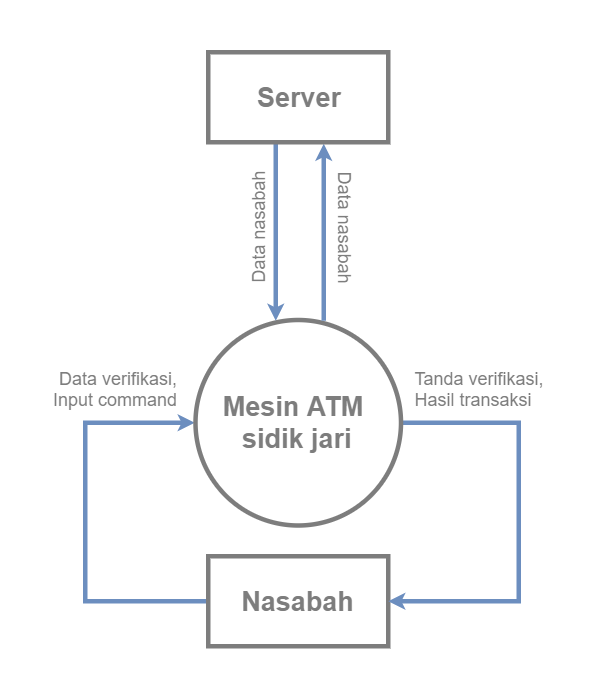 Server
Data nasabah
Data nasabah
Data verifikasi,
Input command
Tanda verifikasi,
Hasil transaksi
Mesin ATM
sidik jari
Nasabah